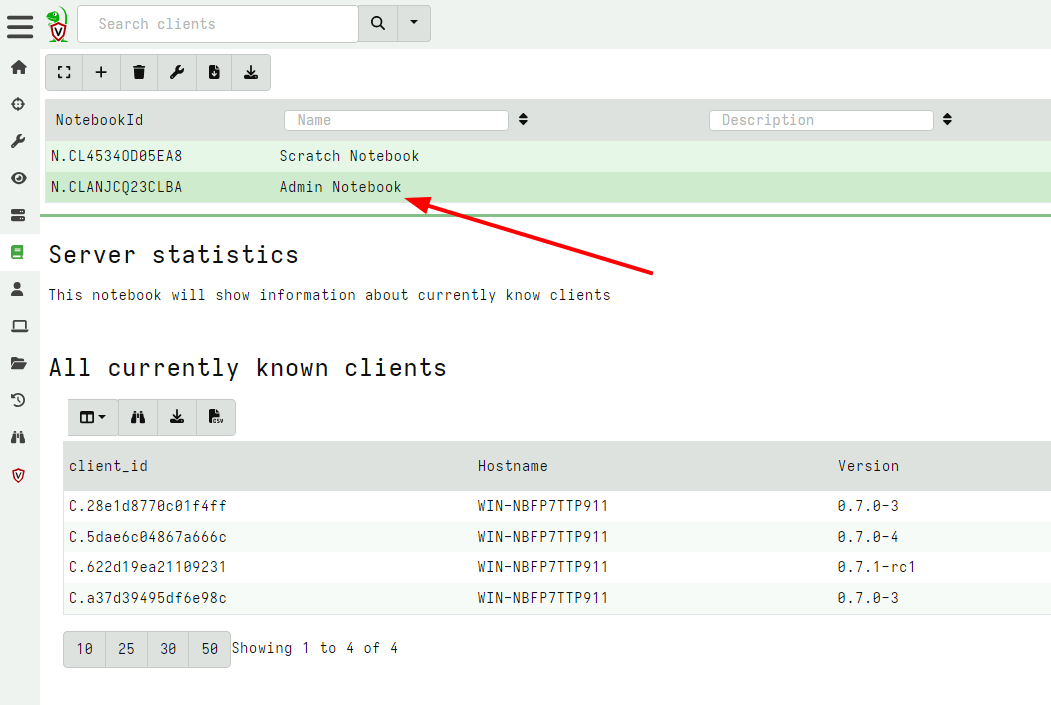 Search clients
NotebookId Name Description
N.CL4534OD05EA8 Scratch Notebook
N.CLANJCQ23CLBA Admin Notebook
Server statistics
This notebook will show information about currently know clients
All currently known clients
CSV
client_id Hostname Version
C.28e1d8770c01f4ff WIN-NBFP7TTP911 0.7.0-3
C.5dae6c04867a666c WIN-NBFP7TTP911 0.7.0-4
C.622d19ea21109231 WIN-NBFP7TTP911 0.7.1-rc1
C.a37d39495df6e98c WIN-NBFP7TTP911 0.7.0-3
10 25 30 50 Showing 1 to 4 of 4